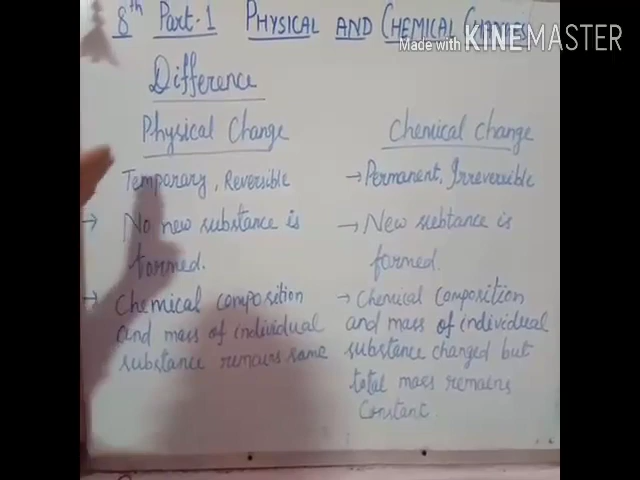 8th Part-1 PHYSICAL AND CHEMICAL CHANGES
Made with KINEMASTER
Difference
Physical Change
Temporary, Reversible
→ No new substance is
formed.
→ Chemical composition
and mass of individual
substance remains same
Chemical change
→ Permanent, Irreversible
→ New suebtance is
formed.
→ Chemical composition
and mass of individual
substance changed but
total mass remains
Constant.